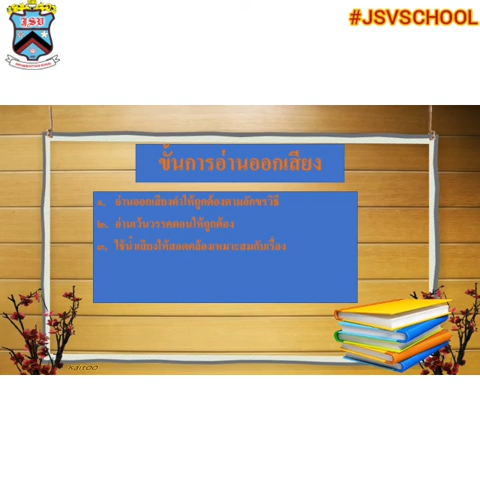 JSV
#JSVSCHOOL
ขั้นการอ่านออกเสียง
๑. อ่านออกเสียงคำให้ถูกต้องตามอักขรวิธี
๒. อ่านเว้นวรรคตอนให้ถูกต้อง
๓. ใช้น้ำเสียงให้สอดคล้องเหมาะสมกับเรื่อง
KaiTOO